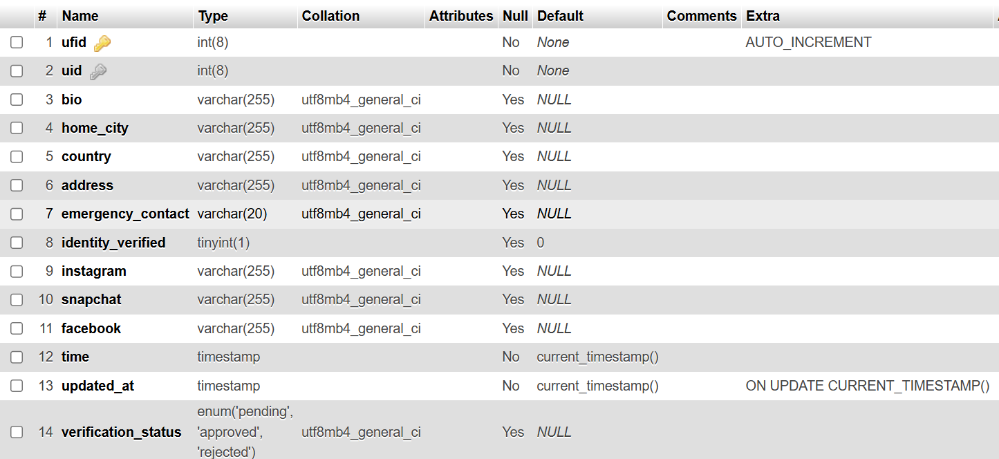 # Name Type Collation Attributes Null Default Comments Extra
1 ufid int(8) No None AUTO_INCREMENT
2 uid int(8) No None
3 bio varchar(255) utf8mb4_general_ci Yes NULL
4 home_city varchar(255) utf8mb4_general_ci Yes NULL
5 country varchar(255) utf8mb4_general_ci Yes NULL
6 address varchar(255) utf8mb4_general_ci Yes NULL
7 emergency_contact varchar(20) utf8mb4_general_ci Yes NULL
8 identity_verified tinyint(1) Yes 0
9 instagram varchar(255) utf8mb4_general_ci Yes NULL
10 snapchat varchar(255) utf8mb4_general_ci Yes NULL
11 facebook varchar(255) utf8mb4_general_ci Yes NULL
12 time timestamp No current_timestamp()
13 updated_at timestamp No current_timestamp() ON UPDATE CURRENT_TIMESTAMP()
enum('pending',
14 verification_status 'approved', utf8mb4_general_ci Yes NULL
'rejected')